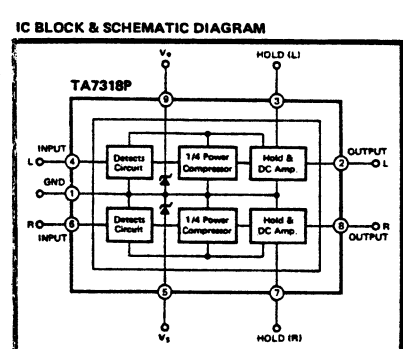 IC BLOCK & SCHEMATIC DIAGRAM
HOLD (L)
TA7318P
9
3
INPUT
L
4
Detects
Circuit
1/4 Power
Compressor
Hold &
DC Amp.
2
OUTPUT
L
GND
1
R
6
INPUT
Detects
Circuit
1/4 Power
Compressor
Hold &
DC Amp.
8
R
OUTPUT
5
7
HOLD (R)